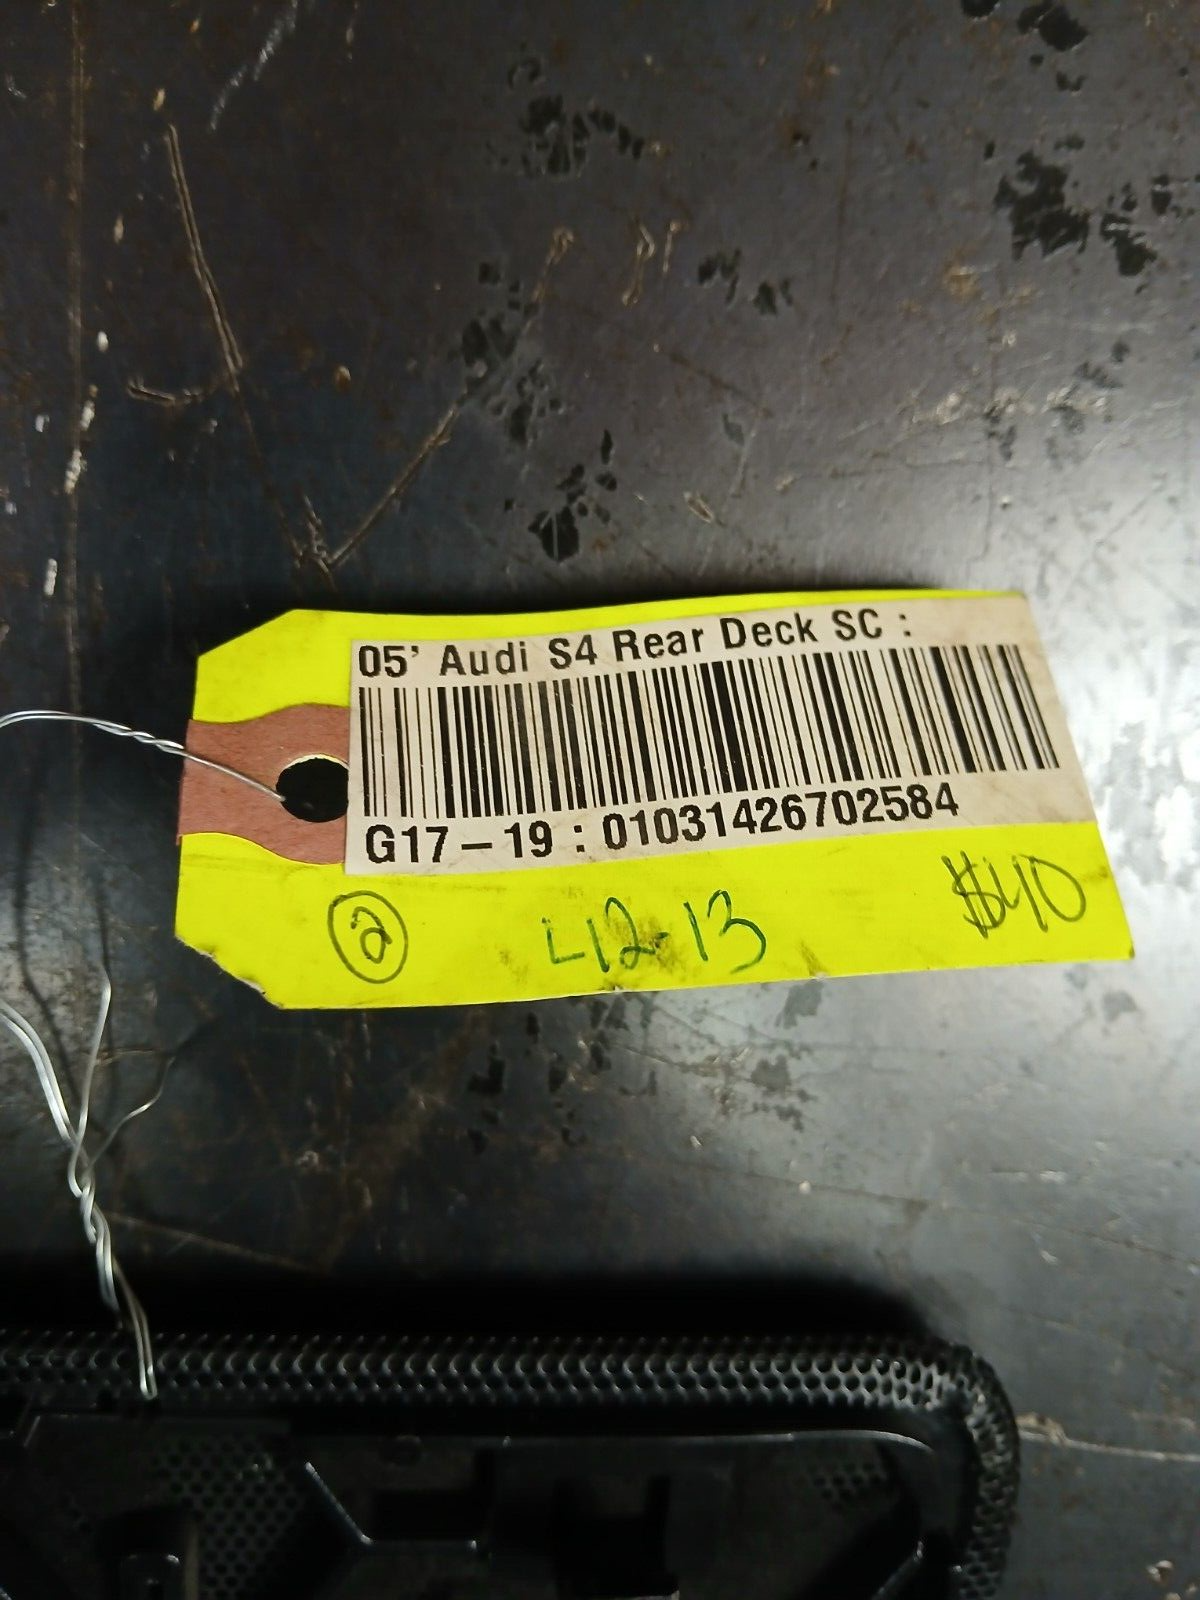 05' Audi S4 Rear Deck SC :
G17 – 19 : 01031426702584
2 L12-13 $40